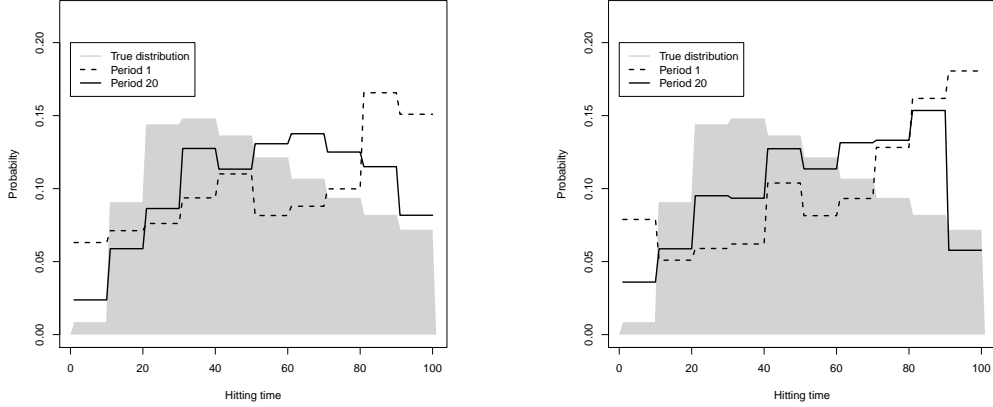 0.20
0.15
0.10
0.05
0.00
Probabilty
True distribution
Period 1
Period 20
0 20 40 60 80 100
Hitting time
0.20
0.15
0.10
0.05
0.00
Probabilty
True distribution
Period 1
Period 20
0 20 40 60 80 100
Hitting time